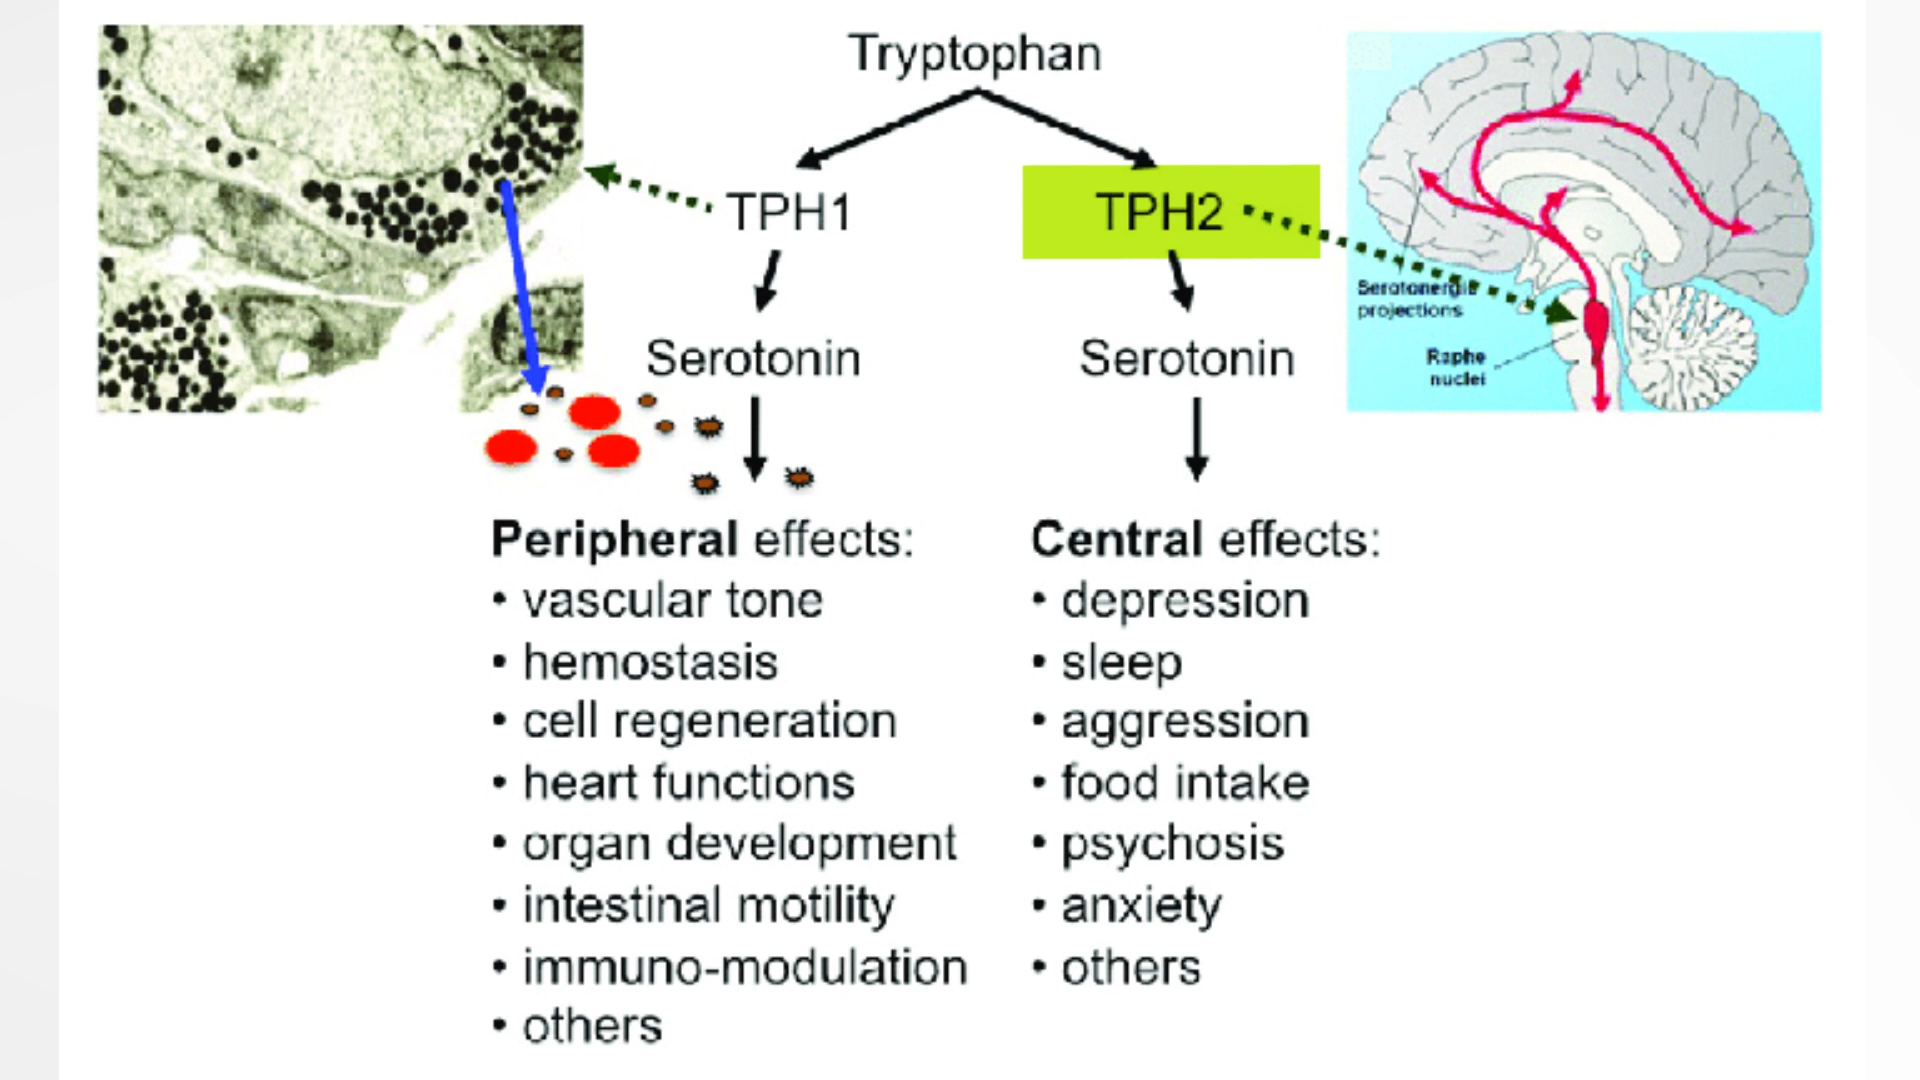 Tryptophan
TPH1
TPH2
Serotonergic
projections
Raphe
nuclei
Serotonin
Serotonin
Peripheral effects:
• vascular tone
• hemostasis
• cell regeneration
• heart functions
• organ development
• intestinal motility
• immuno-modulation
• others
Central effects:
• depression
• sleep
• aggression
• food intake
• psychosis
• anxiety
• others